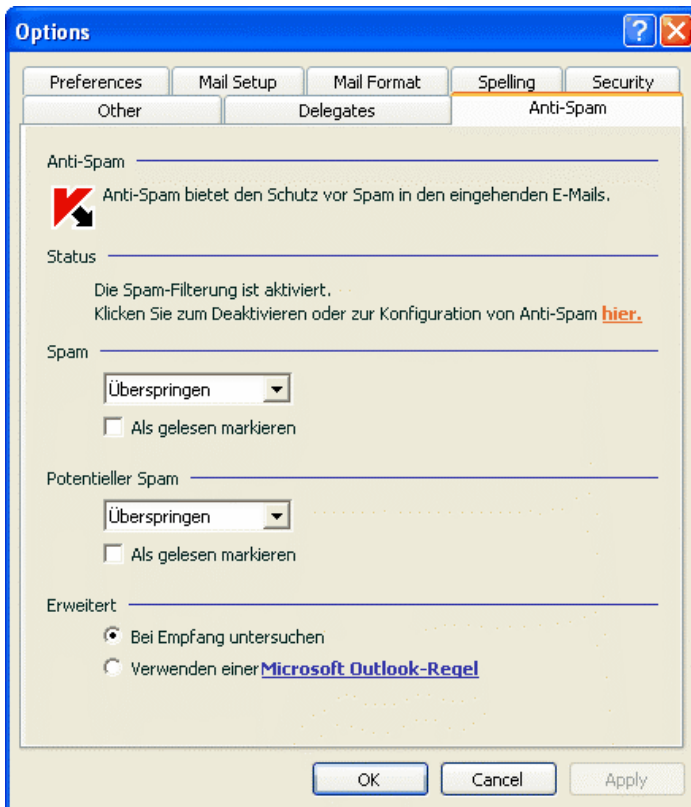 Options
Preferences Mail Setup Mail Format Spelling Security
Other Delegates Anti-Spam
Anti-Spam
Anti-Spam bietet den Schutz vor Spam in den eingehenden E-Mails.
Status
Die Spam-Filterung ist aktiviert.
Klicken Sie zum Deaktivieren oder zur Konfiguration von Anti-Spam hier.
Spam
Überspringen
Als gelesen markieren
Potentieller Spam
Überspringen
Als gelesen markieren
Erweitert
Bei Empfang untersuchen
Verwenden einer Microsoft Outlook-Regel
OK Cancel Apply